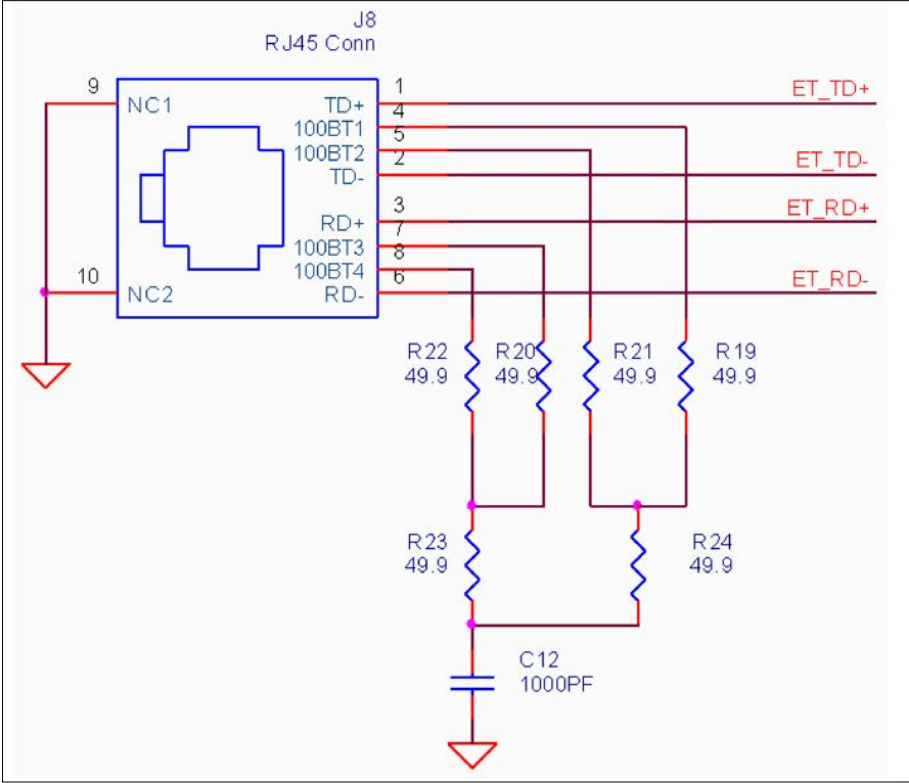 J8
RJ45 Conn
9
NC1
10
NC2
TD+
1
100BT1
4
100BT2
5
TD-
2
RD+
3
100BT3
7
100BT4
8
RD-
6
ET_TD+
ET_TD-
ET_RD+
ET_RD-
R22
49.9
R20
49.9
R21
49.9
R19
49.9
R23
49.9
R24
49.9
C12
1000PF